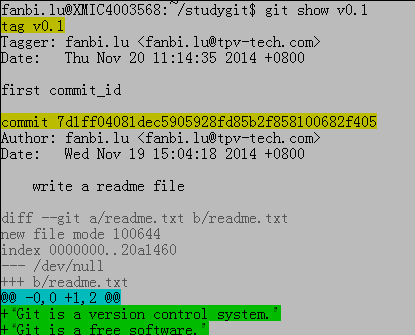 fanbi.lu@XMIC4003568:~/studygit$ git show v0.1
tag v0.1
Tagger: fanbi.lu <fanbi.lu@tpv-tech.com>
Date:   Thu Nov 20 11:14:35 2014 +0800

first commit_id

commit 7d1ff04081dec5905928fd85b2f858100682f405
Author: fanbi.lu <fanbi.lu@tpv-tech.com>
Date:   Wed Nov 19 15:04:18 2014 +0800

    write a readme file

diff --git a/readme.txt b/readme.txt
new file mode 100644
index 0000000..20a1460
--- /dev/null
+++ b/readme.txt
@@ -0,0 +1,2 @@
+"Git is a version control system."
+"Git is a free software."